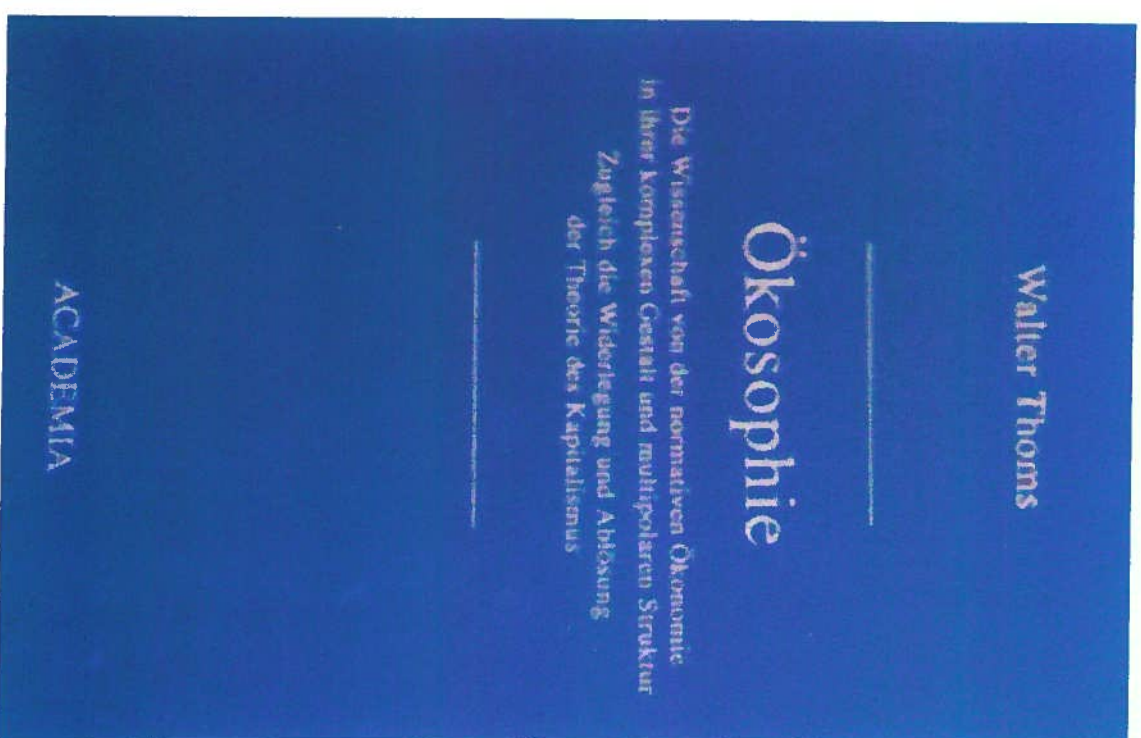 Walter Thoms
Ökosophie
Die Wissenschaft von der normativen Ökonomie
in ihrer komplexen Gestalt und multipolaren Struktur
Zugleich die Widerlegung und Ablösung
der Theorie des Kapitalismus
ACADEMIA